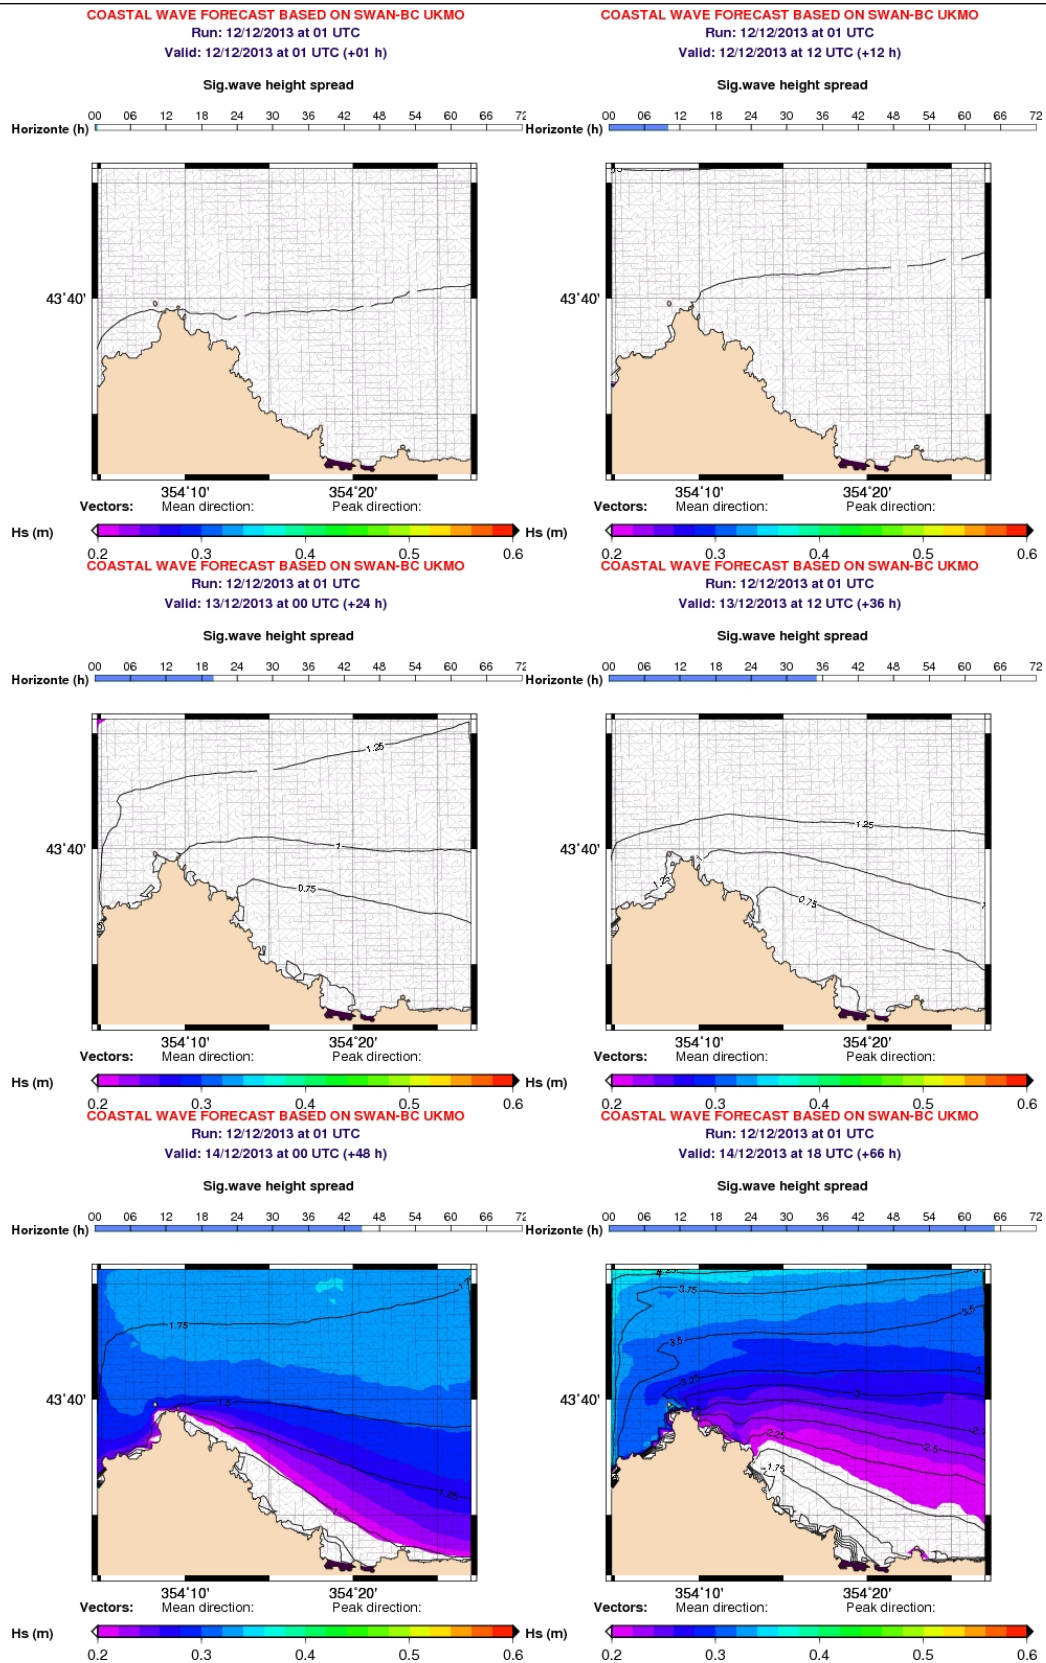 COASTAL WAVE FORECAST BASED ON SWAN-BC UKMO
Run: 12/12/2013 at 01 UTC
Valid: 12/12/2013 at 01 UTC (+01 h)
Sig.wave height spread
00 06 12 18 24 30 36 42 48 54 60 66 72
Horizonte (h)
43°40'
354°10' 354°20'
Vectors: Mean direction: Peak direction:
Hs (m)
0.2 0.3 0.4 0.5 0.6
COASTAL WAVE FORECAST BASED ON SWAN-BC UKMO
Run: 12/12/2013 at 01 UTC
Valid: 12/12/2013 at 12 UTC (+12 h)
Sig.wave height spread
00 06 12 18 24 30 36 42 48 54 60 66 72
Horizonte (h)
43°40'
354°10' 354°20'
Vectors: Mean direction: Peak direction:
Hs (m)
0.2 0.3 0.4 0.5 0.6
COASTAL WAVE FORECAST BASED ON SWAN-BC UKMO
Run: 12/12/2013 at 01 UTC
Valid: 13/12/2013 at 00 UTC (+24 h)
Sig.wave height spread
00 06 12 18 24 30 36 42 48 54 60 66 72
Horizonte (h)
1.25
43°40'
1
0.75
354°10' 354°20'
Vectors: Mean direction: Peak direction:
Hs (m)
0.2 0.3 0.4 0.5 0.6
COASTAL WAVE FORECAST BASED ON SWAN-BC UKMO
Run: 12/12/2013 at 01 UTC
Valid: 13/12/2013 at 12 UTC (+36 h)
Sig.wave height spread
00 06 12 18 24 30 36 42 48 54 60 66 72
Horizonte (h)
1.25
43°40'
1.25
0.75
1
354°10' 354°20'
Vectors: Mean direction: Peak direction:
Hs (m)
0.2 0.3 0.4 0.5 0.6
COASTAL WAVE FORECAST BASED ON SWAN-BC UKMO
Run: 12/12/2013 at 01 UTC
Valid: 14/12/2013 at 00 UTC (+48 h)
Sig.wave height spread
00 06 12 18 24 30 36 42 48 54 60 66 72
Horizonte (h)
1.75
43°40'
1.5
1.25
1
354°10' 354°20'
Vectors: Mean direction: Peak direction:
Hs (m)
0.2 0.3 0.4 0.5 0.6
COASTAL WAVE FORECAST BASED ON SWAN-BC UKMO
Run: 12/12/2013 at 01 UTC
Valid: 14/12/2013 at 18 UTC (+66 h)
Sig.wave height spread
00 06 12 18 24 30 36 42 48 54 60 66 72
Horizonte (h)
4
3.75
3.5
3.5
3.25
3
43°40'
2.25
2.5
1.75
354°10' 354°20'
Vectors: Mean direction: Peak direction:
Hs (m)
0.2 0.3 0.4 0.5 0.6